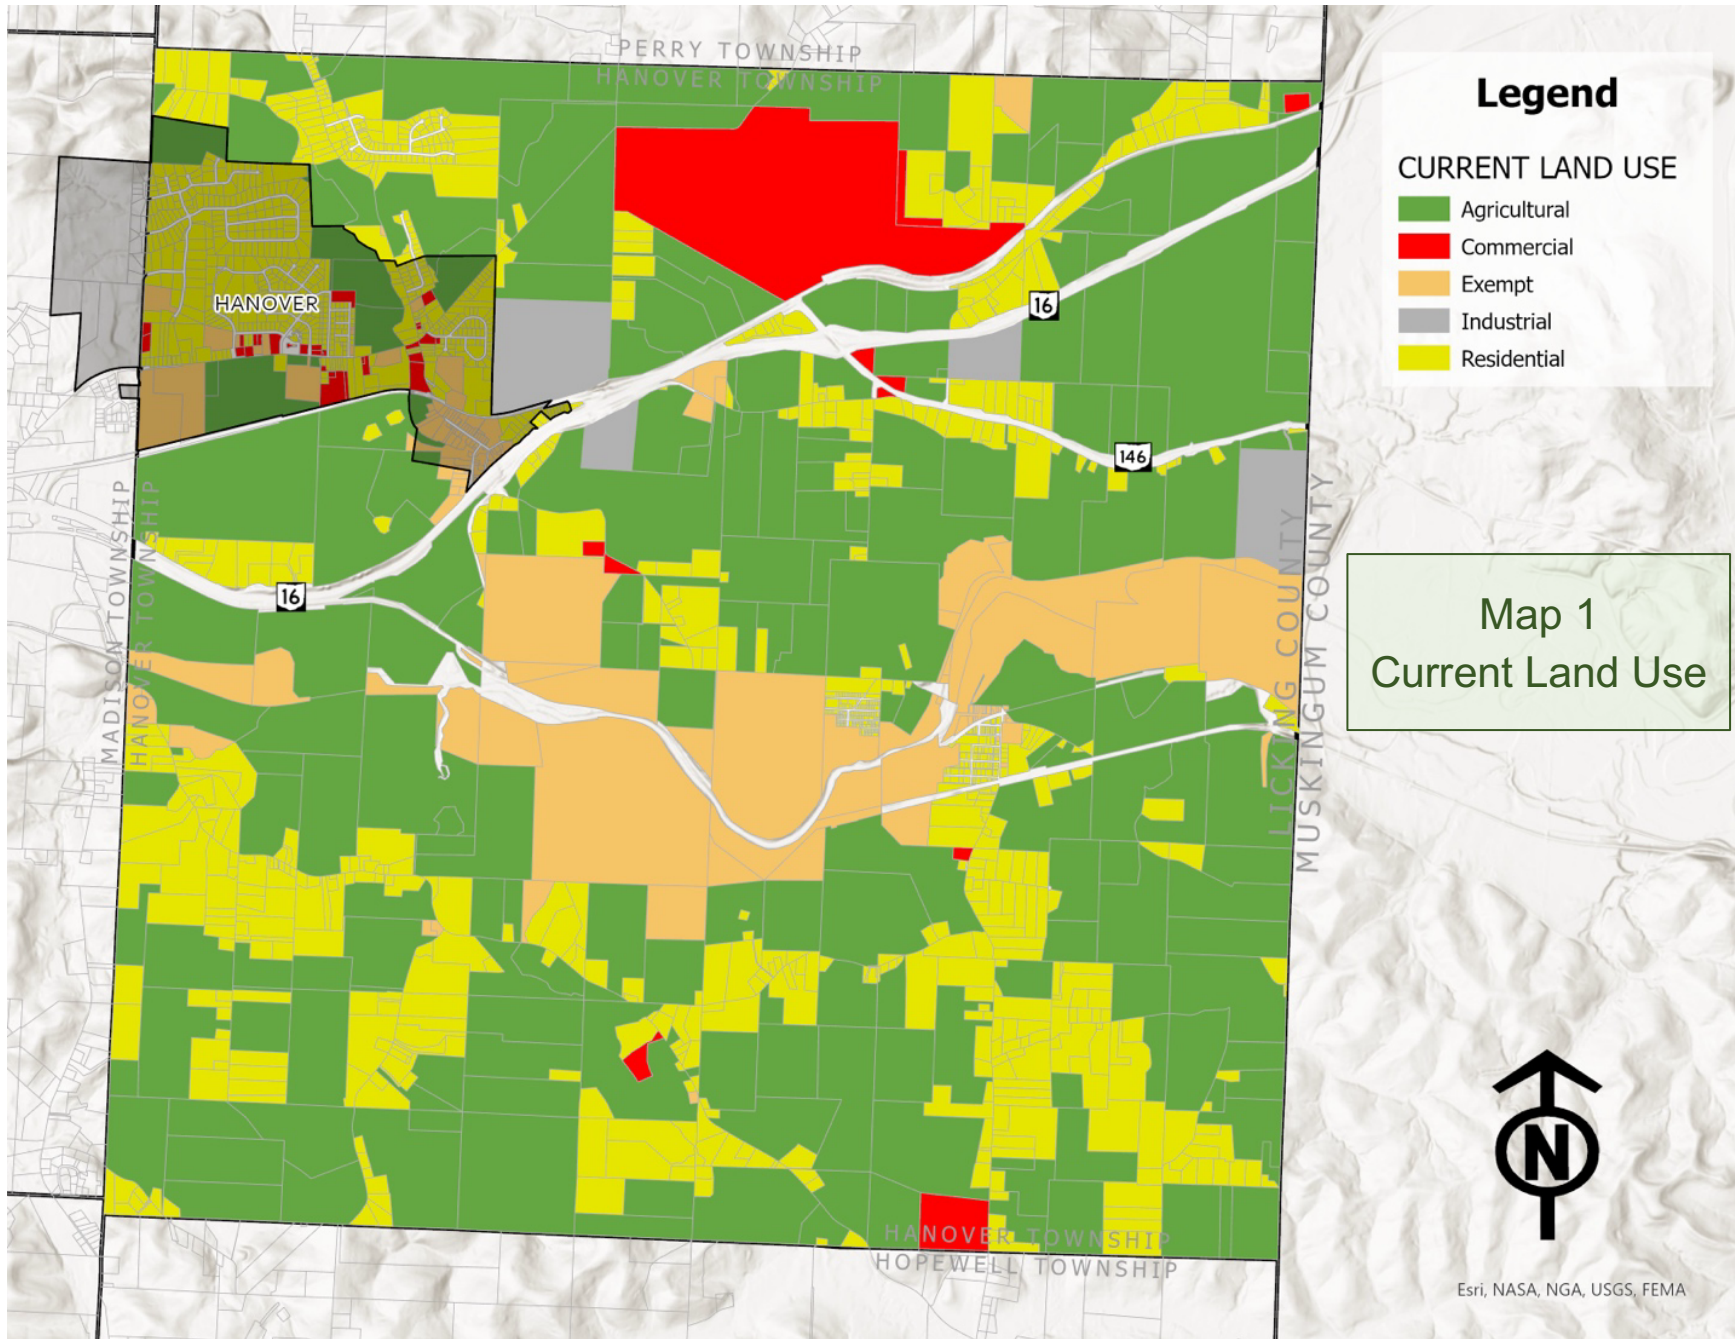 PERRY TOWNSHIP
HANOVER TOWNSHIP
Legend
CURRENT LAND USE
Agricultural
Commercial
Exempt
Industrial
Residential
HANOVER
16
146
16
MADISON TOWNSHIP
HANOVER TOWNSHIP
LICKING COUNTY
MUSKINGUM COUNTY
Map 1
Current Land Use
N
HANOVER TOWNSHIP
HOPEWELL TOWNSHIP
Esri, NASA, NGA, USGS, FEMA